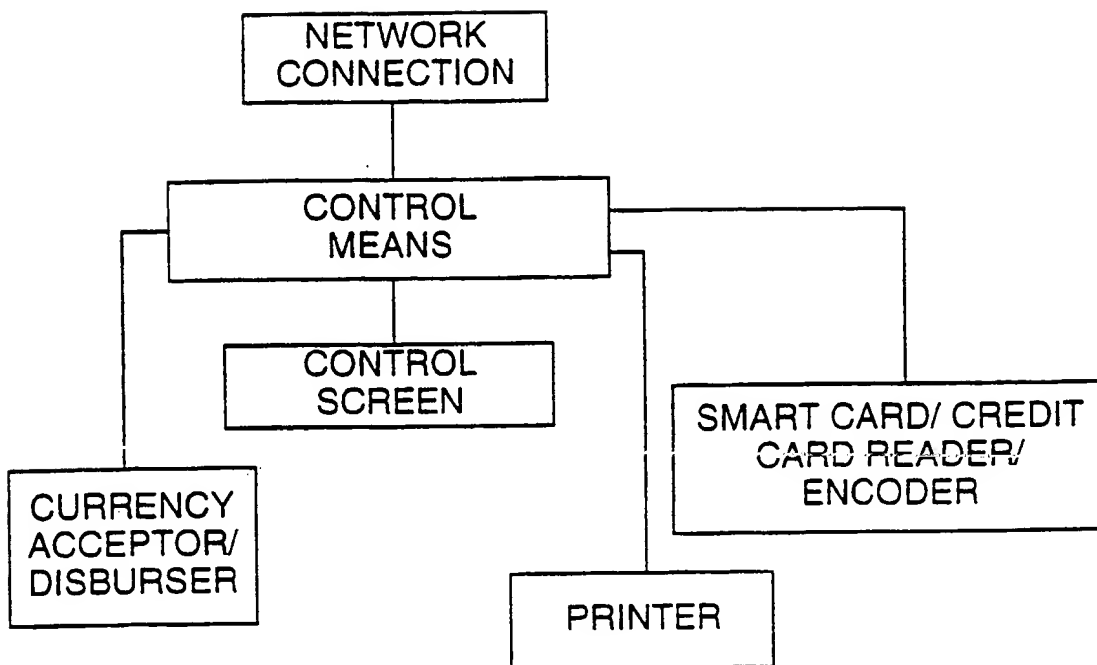 NETWORK
CONNECTION
CONTROL
MEANS
CONTROL
SCREEN
SMART CARD/ CREDIT
CARD READER/
ENCODER
CURRENCY
ACCEPTOR/
DISBURSER
PRINTER